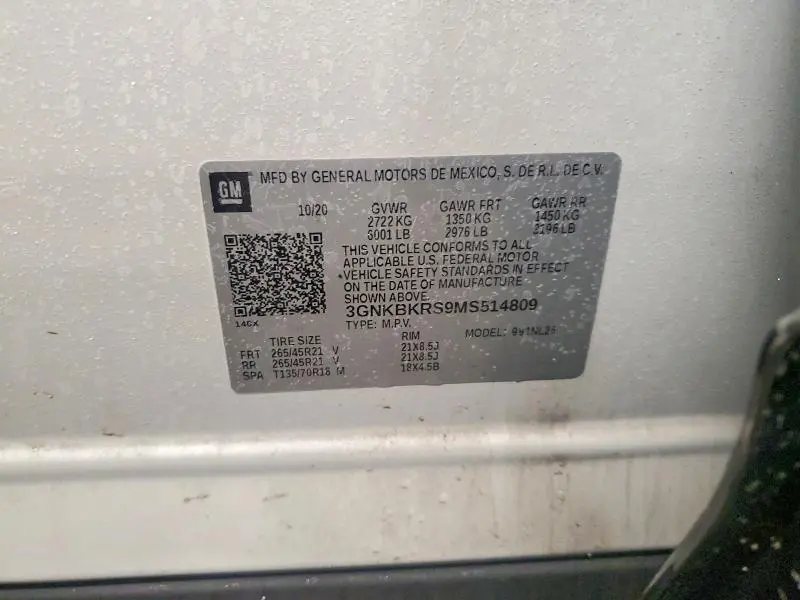 GM
MFD BY GENERAL MOTORS DE MEXICO, S. DE R.L. DE C.V.
10/20 GVWR GAWR FRT GAWR RR
2722 KG 1350 KG 1450 KG
6001 LB 2976 LB 3196 LB
THIS VEHICLE CONFORMS TO ALL
APPLICABLE U.S. FEDERAL MOTOR
VEHICLE SAFETY STANDARDS IN EFFECT
ON THE DATE OF MANUFACTURE
SHOWN ABOVE.
3GNKBKRS9MS514809
TYPE: M.P.V. MODEL:
TIRE SIZE RIM
FRT 265/45R21 V 21X8.5J
RR 265/45R21 V 21X8.5J
SPA T135/70R18 M 18X4.5B